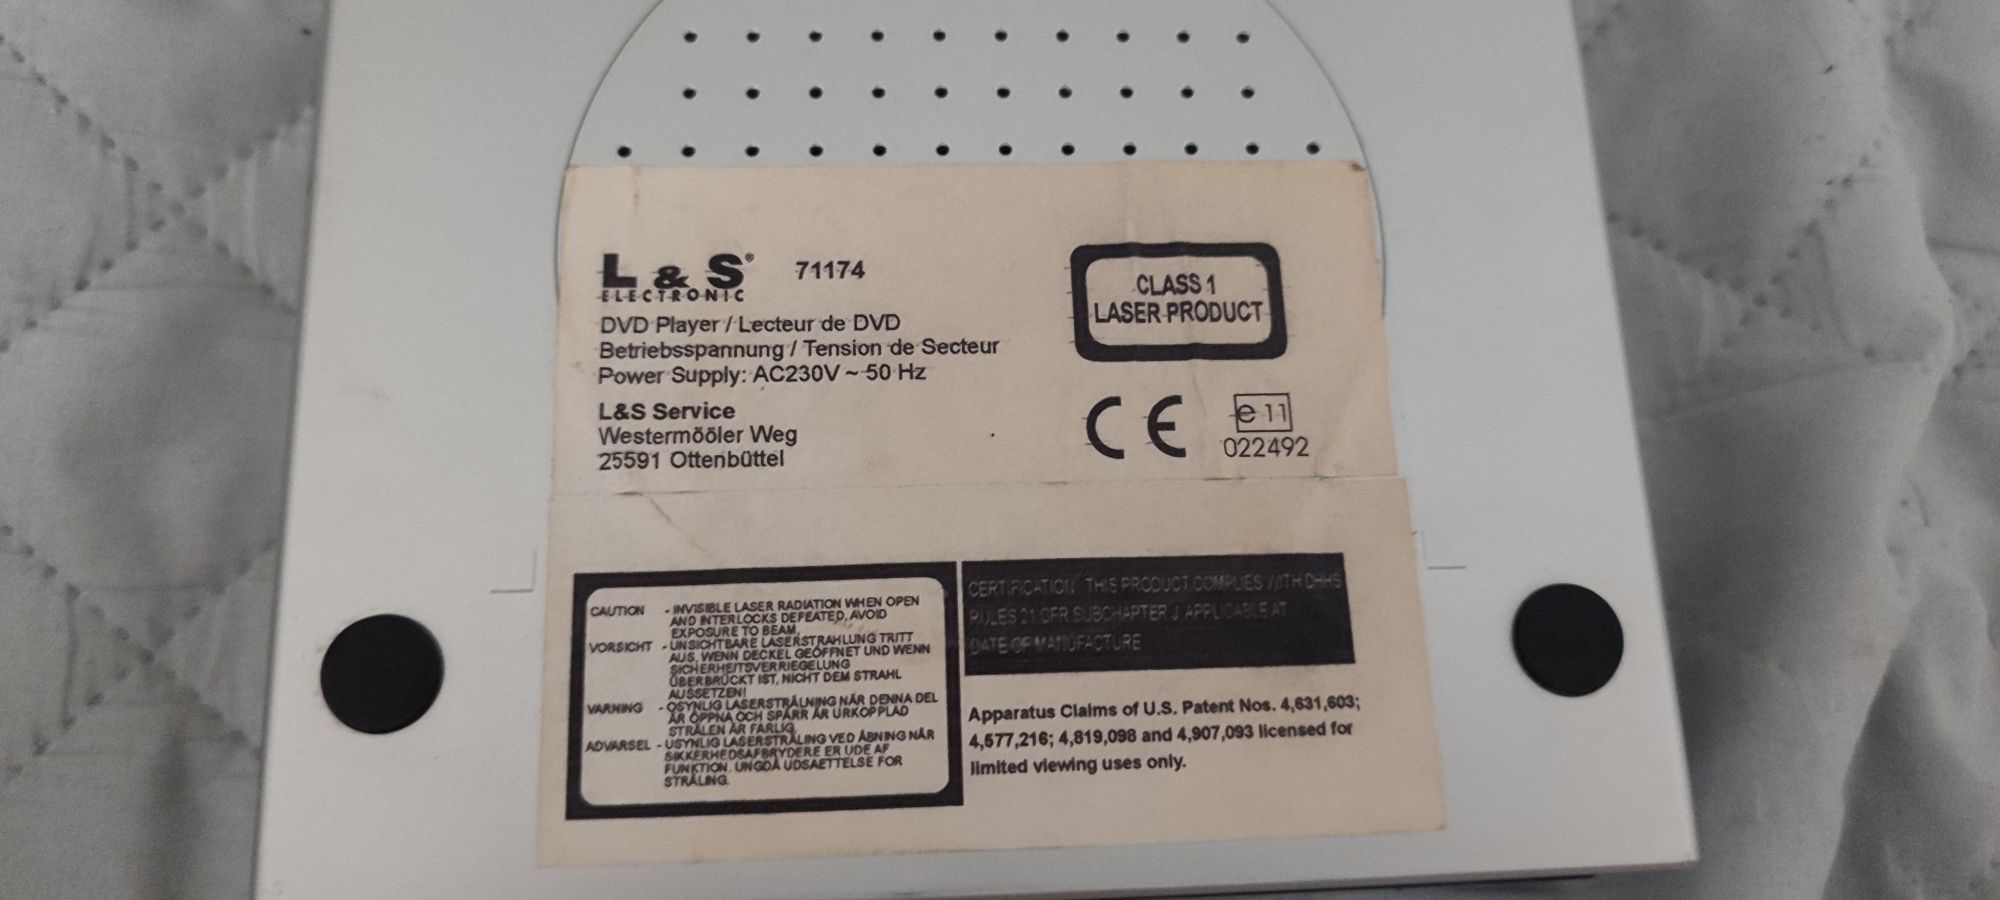 L & S®
ELECTRONIC
71174
DVD Player / Lecteur de DVD
Betriebsspannung / Tension de Secteur
Power Supply: AC230V ~ 50 Hz
L&S Service
Westermööler Weg
25591 Ottenbüttel
CLASS 1
LASER PRODUCT
CE
e 11
022492
CAUTION - INVISIBLE LASER RADIATION WHEN OPEN
AND INTERLOCKS DEFEATED, AVOID
EXPOSURE TO BEAM.
VORSICHT - UNSICHTBARE LASERSTRAHLUNG TRITT
AUS, WENN DECKEL GEÖFFNET UND WENN
SICHERHEITSVERRIEGELUNG
ÜBERBRÜCKT IST, NICHT DEM STRAHL
AUSSETZEN!
VARNING - OSYNLIG LASERSTRÅLNING NÄR DENNA DEL
ÄR ÖPPNA OCH SPÄRR ÄR URKOPPLAD
STRÅLEN ÄR FARLIG.
ADVARSEL - USYNLIG LASERSTRÅLING VED ÅBNING NÅR
SIKKERHEDSAFBRYDERE ER UDE AF
FUNKTION. UNGDÅ UDSAETTELSE FOR
STRÅLING.
CERTIFICATION THIS PRODUCT COMPLIES WITH DHHS
RULES 21 CFR SUBCHAPTER J APPLICABLE AT
DATE OF MANUFACTURE
Apparatus Claims of U.S. Patent Nos. 4,631,603;
4,577,216; 4,819,098 and 4,907,093 licensed for
limited viewing uses only.